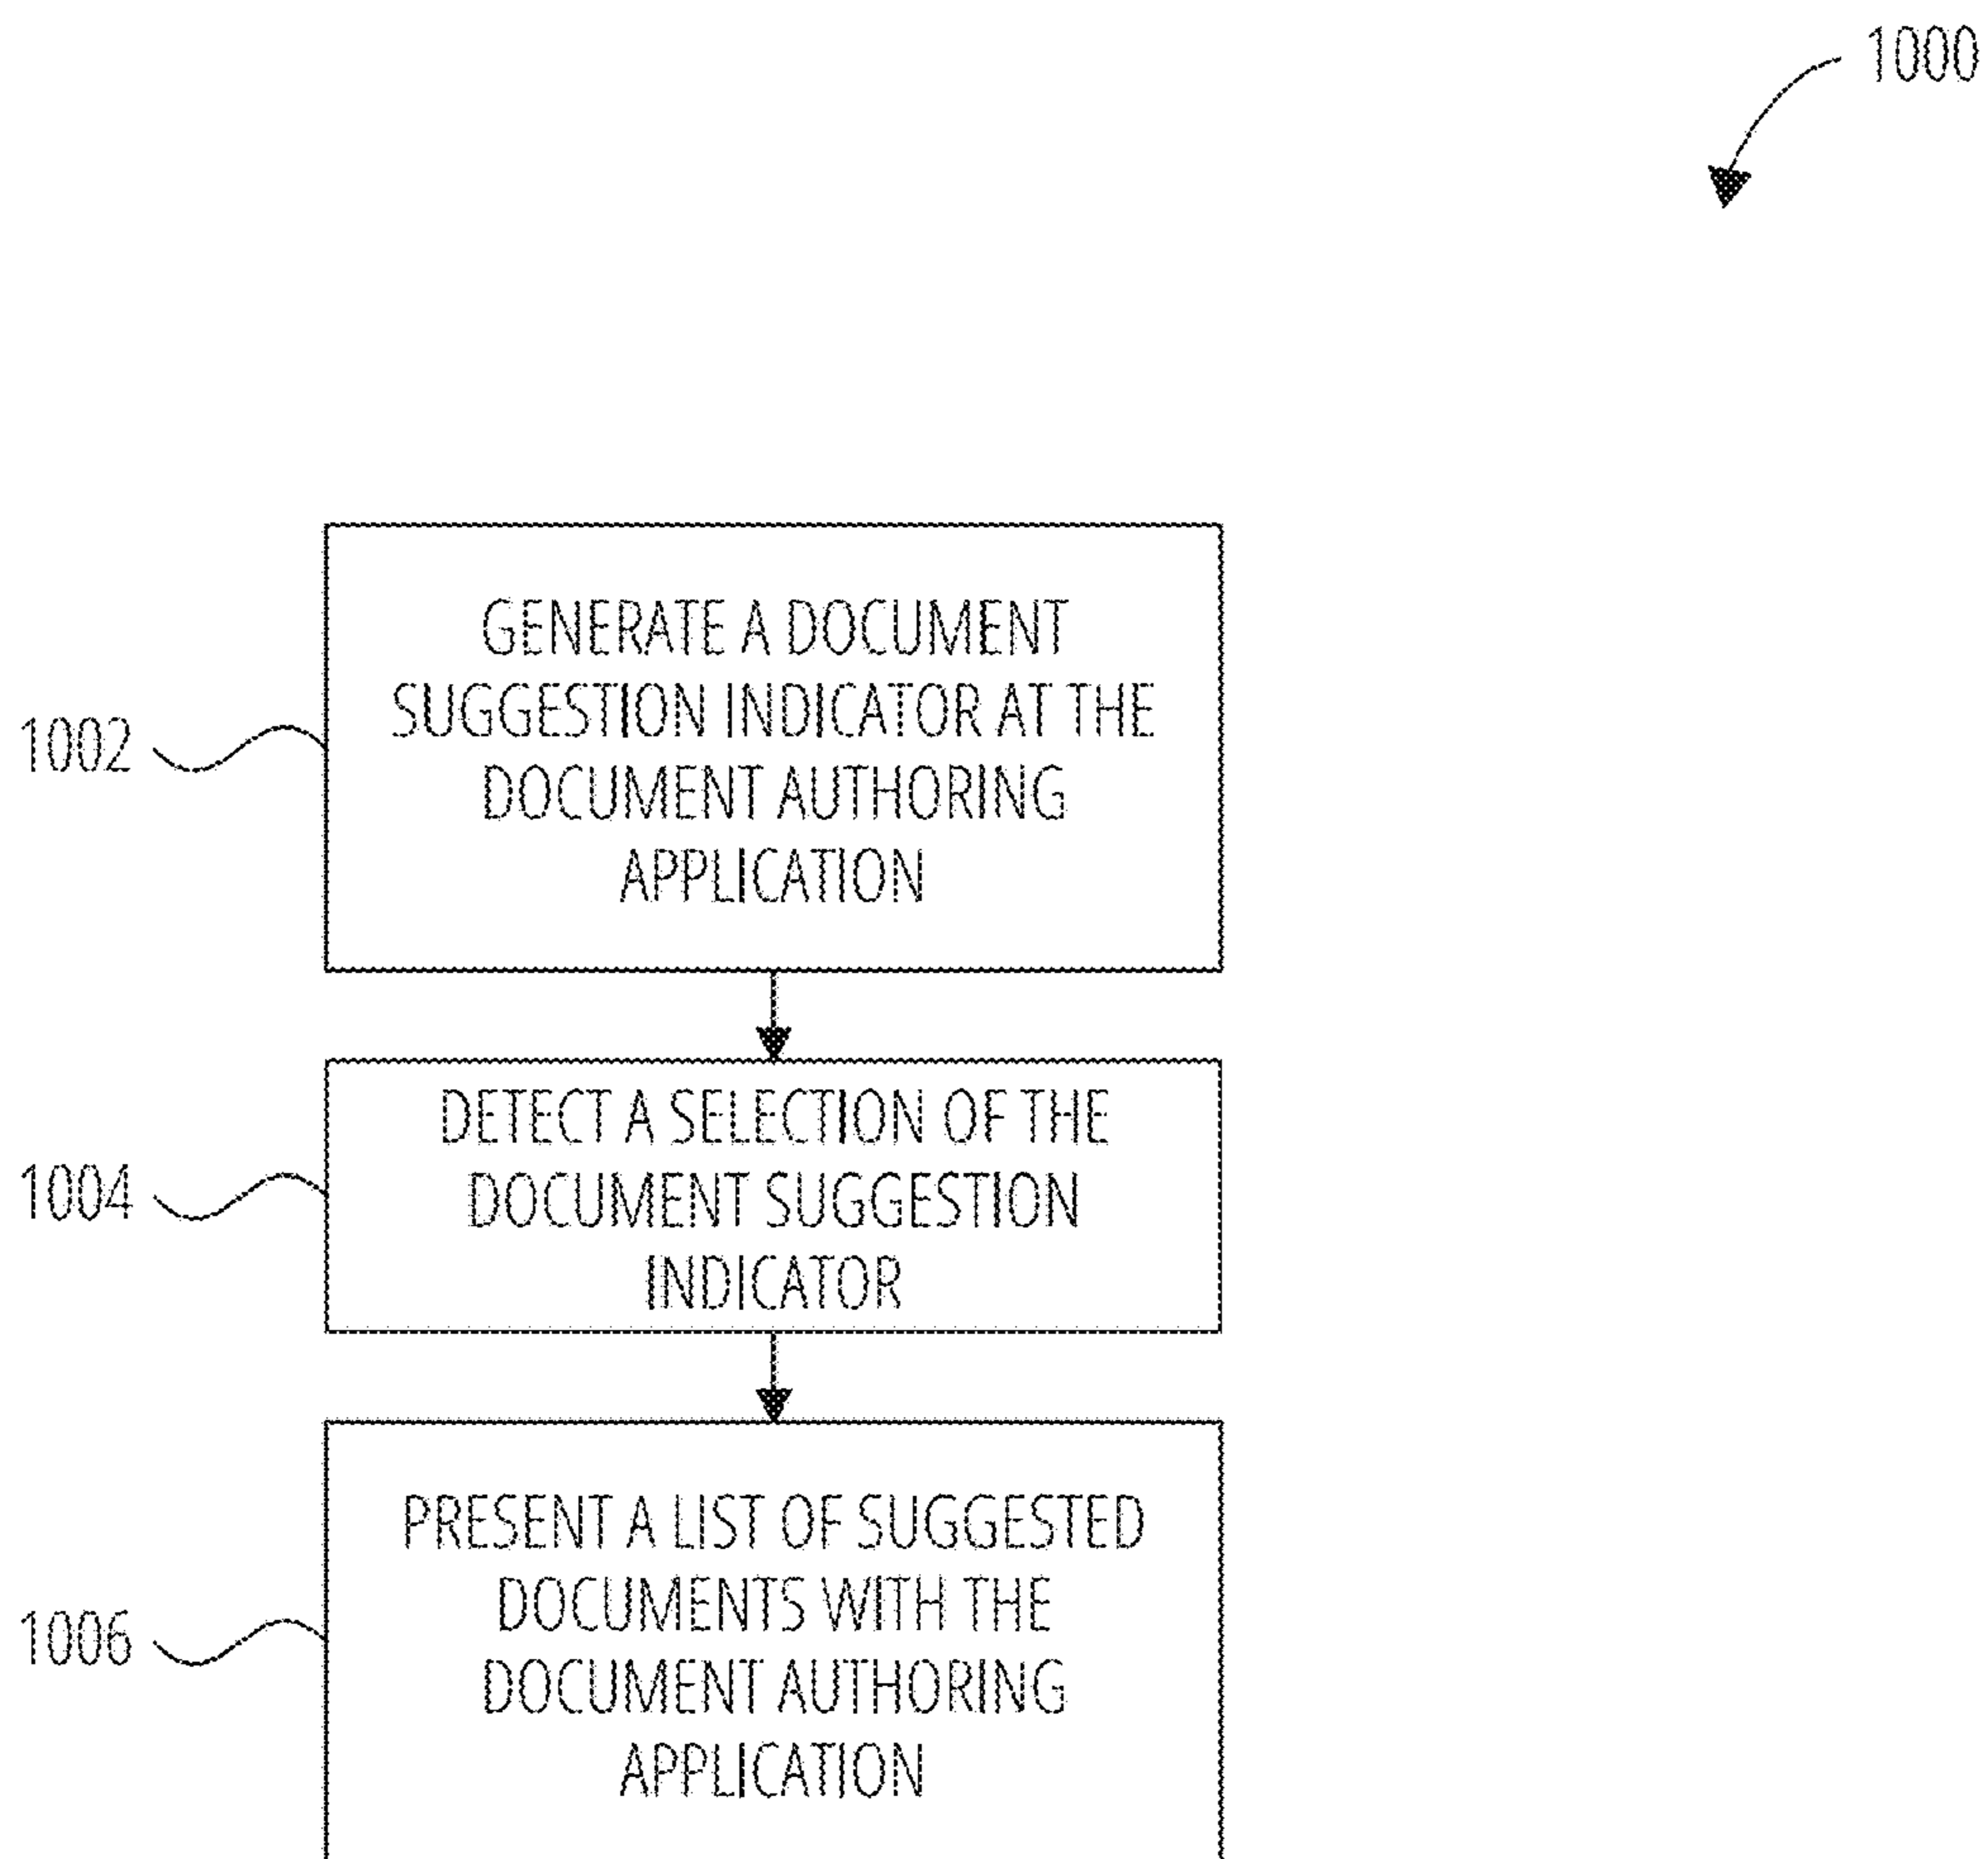 1000
GENERATE A DOCUMENT
SUGGESTION INDICATOR AT THE
DOCUMENT AUTHORING
APPLICATION
1002
DETECT A SELECTION OF THE
DOCUMENT SUGGESTION
INDICATOR
1004
PRESENT A LIST OF SUGGESTED
DOCUMENTS WITH THE
DOCUMENT AUTHORING
APPLICATION
1006